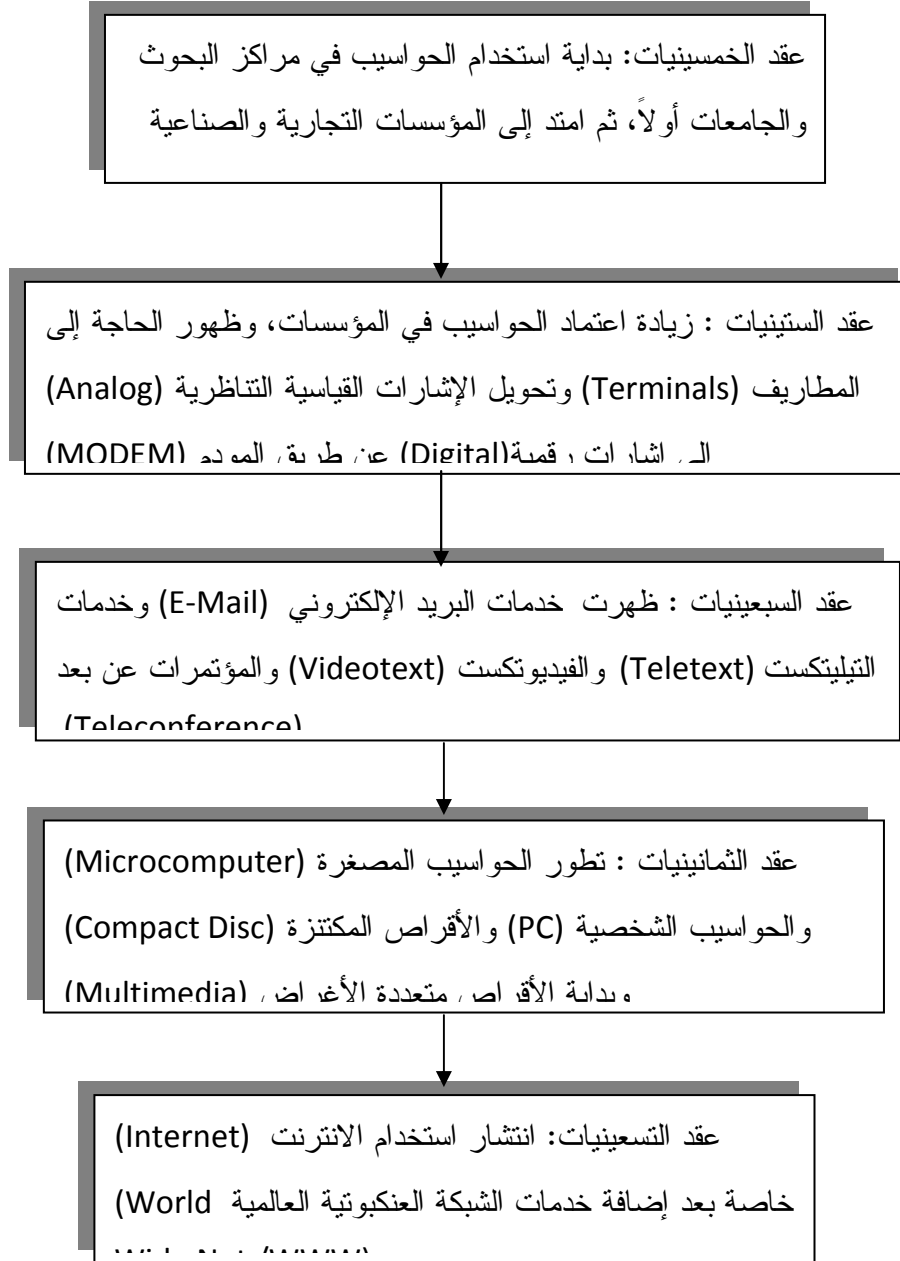 عقد الخمسينيات: بداية استخدام الحواسيب في مراكز البحوث
والجامعات أولاً، ثم امتد إلى المؤسسات التجارية والصناعية
عقد الستينيات : زيادة اعتماد الحواسيب في المؤسسات، وظهور الحاجة إلى
المطاريف (Terminals) وتحويل الإشارات القياسية التناظرية (Analog)
إلى إشارات رقمية(Digital) عن طريق المودم (MODEM)
عقد السبعينيات : ظهرت خدمات البريد الإلكتروني (E-Mail) وخدمات
التيليتكست (Teletext) والفيديوتكست (Videotext) والمؤتمرات عن بعد
(Teleconference)
عقد الثمانينيات : تطور الحواسيب المصغرة (Microcomputer)
والحواسيب الشخصية (PC) والأقراص المكتنزة (Compact Disc)
وبداية الأقراص متعددة الأغراض (Multimedia)
عقد التسعينيات: انتشار استخدام الانترنت (Internet)
خاصة بعد إضافة خدمات الشبكة العنكبوتية العالمية (World